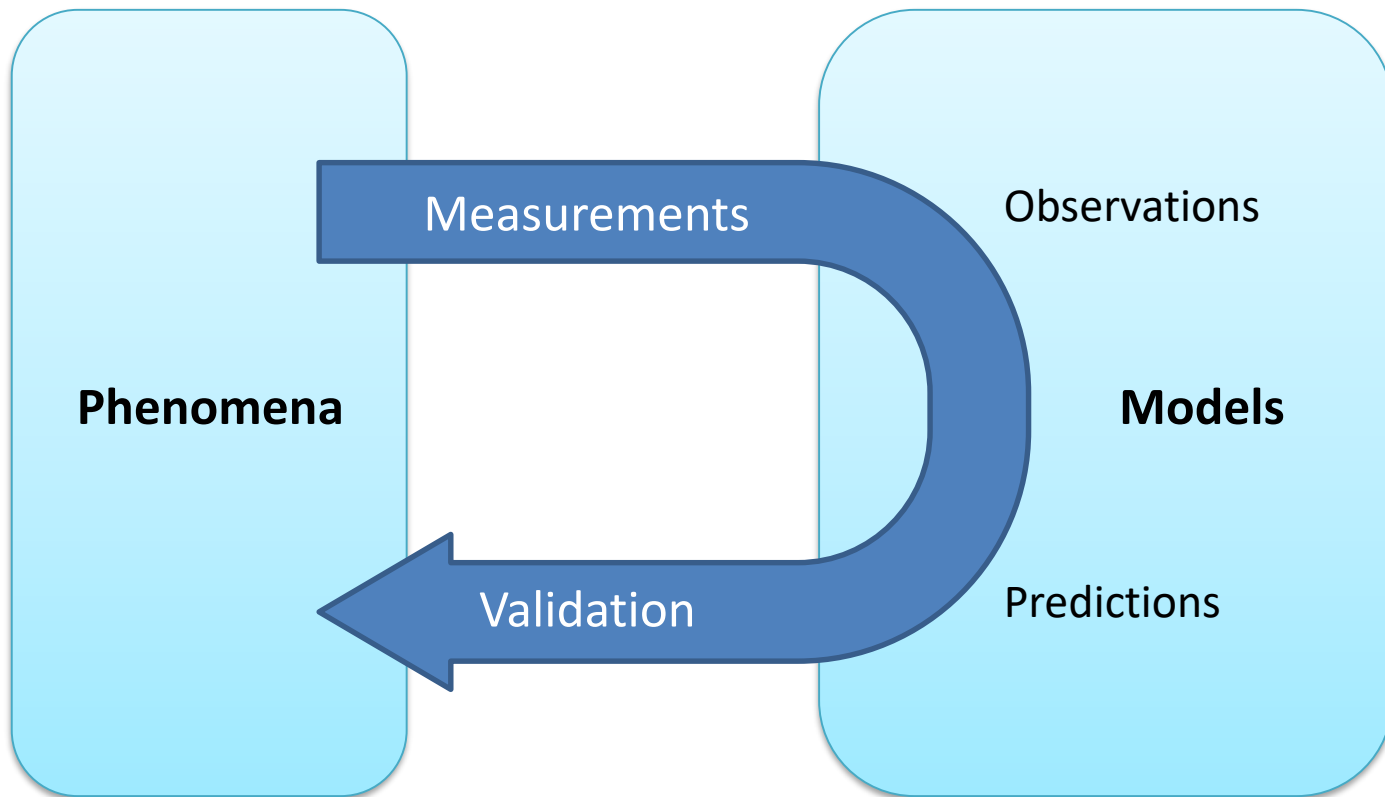 Measurements
Observations
Phenomena
Models
Validation
Predictions